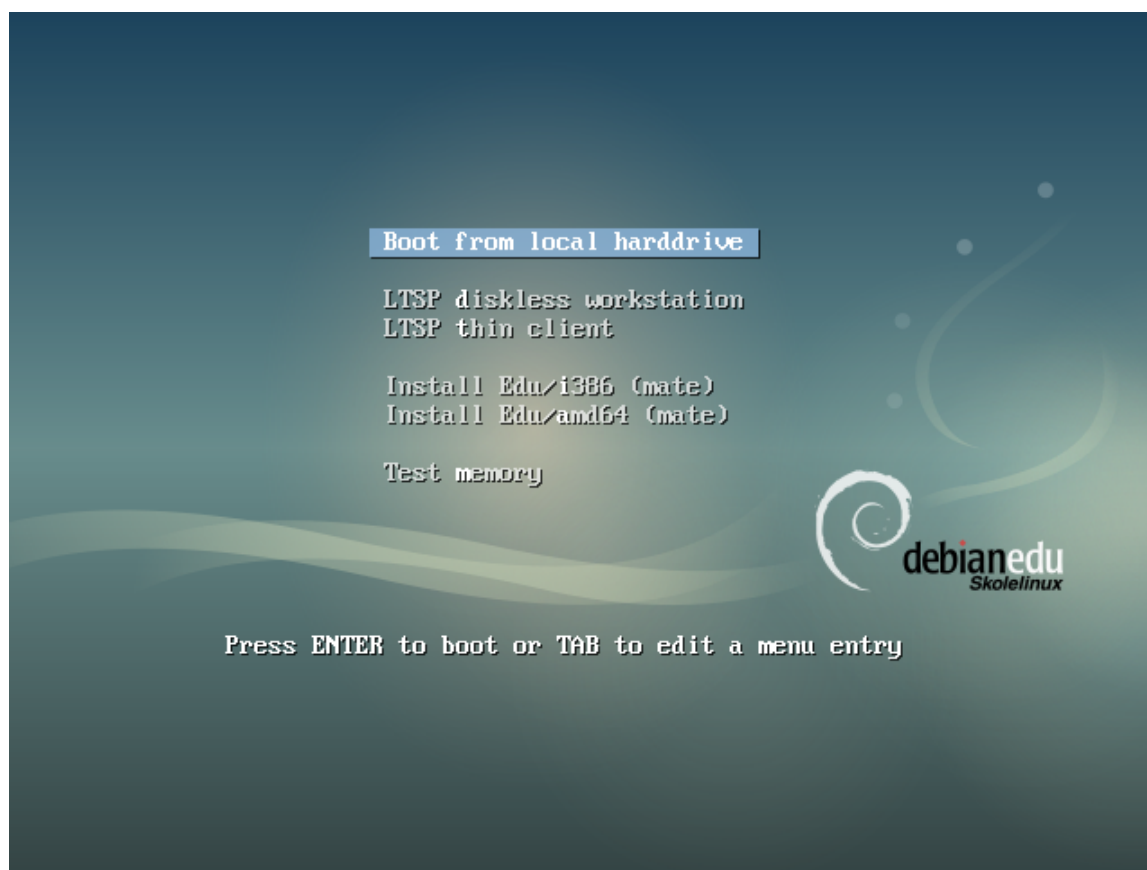 Boot from local harddrive
LTSP diskless workstation
LTSP thin client
Install Edu/i386 (mate)
Install Edu/amd64 (mate)
Test memory
debianedu
Skolelinux
Press ENTER to boot or TAB to edit a menu entry